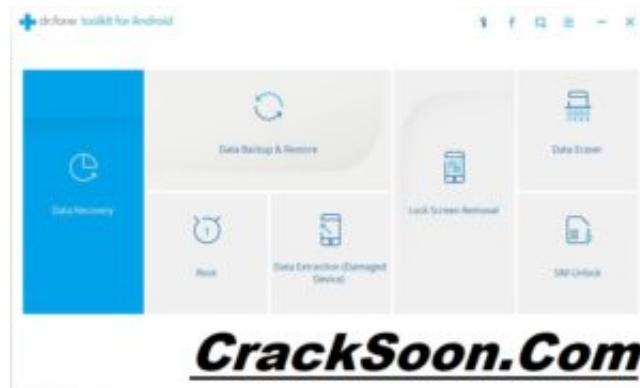 dr.fone toolkit for Android
Data Backup & Restore
Data Eraser
Data Recovery
Lock Screen Removal
Root
Data Extraction (Damaged
Device)
SIM Unlock
CrackSoon.Com